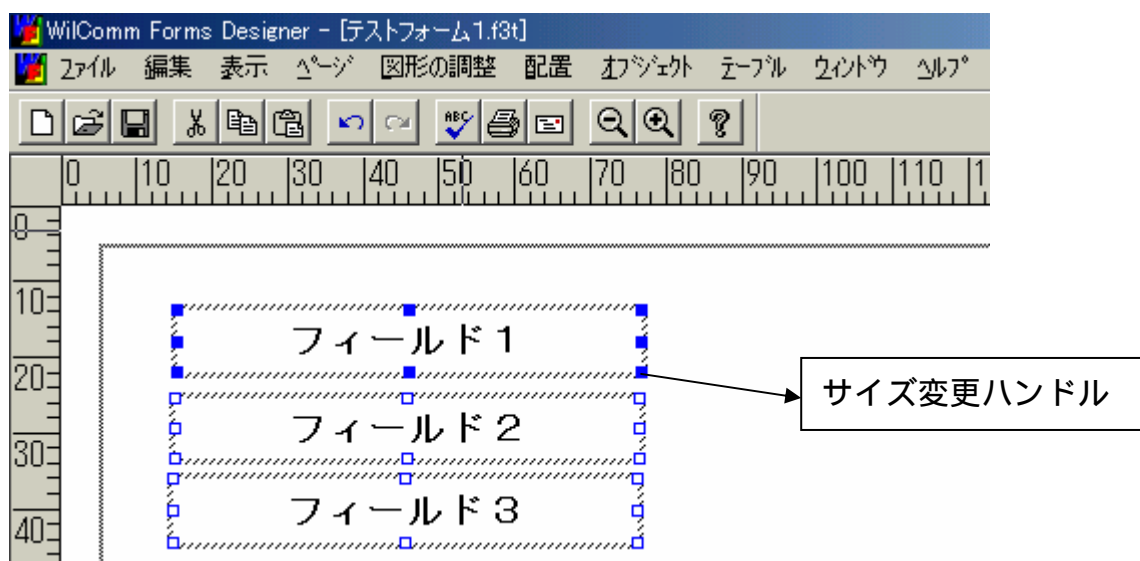 WilComm Forms Designer - [テストフォーム1.f3t]
ﾌｧｲﾙ 編集 表示 ﾍﾟｰｼﾞ 図形の調整 配置 ｵﾌﾞｼﾞｪｸﾄ ﾃｰﾌﾞﾙ ｳｨﾝﾄﾞｳ ﾍﾙﾌﾟ
ABC
0 10 20 30 40 50 60 70 80 90 100 110 1
0
10
フィールド１
20
サイズ変更ハンドル
フィールド２
30
フィールド３
40